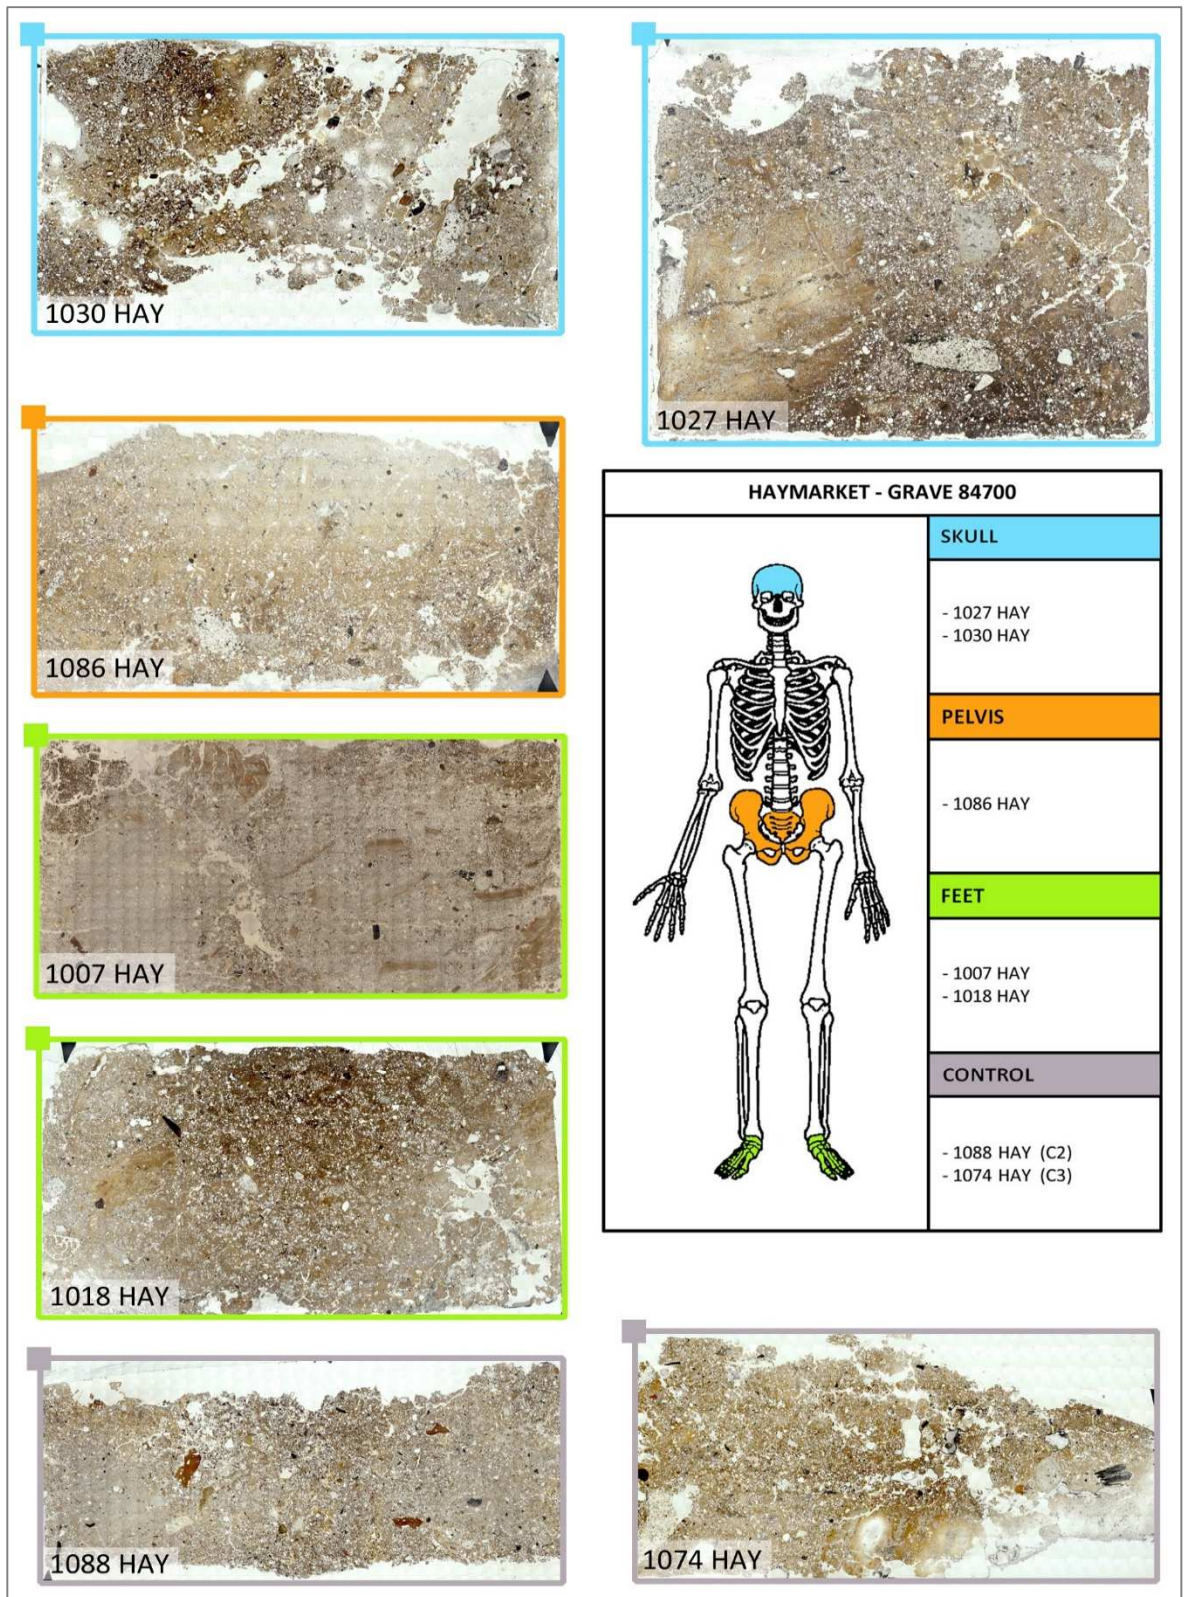 1030 HAY
1027 HAY
1086 HAY
1007 HAY
1018 HAY
1088 HAY
1074 HAY
HAYMARKET - GRAVE 84700
SKULL
- 1027 HAY
- 1030 HAY
PELVIS
- 1086 HAY
FEET
- 1007 HAY
- 1018 HAY
CONTROL
- 1088 HAY (C2)
- 1074 HAY (C3)